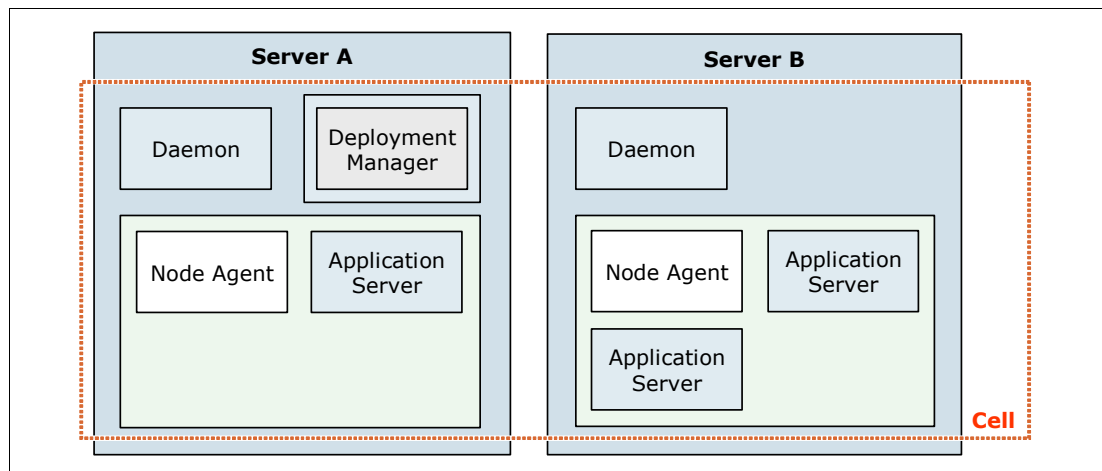 Server A
Daemon
Deployment
Manager
Node Agent
Application
Server
Server B
Daemon
Node Agent
Application
Server
Application
Server
Cell